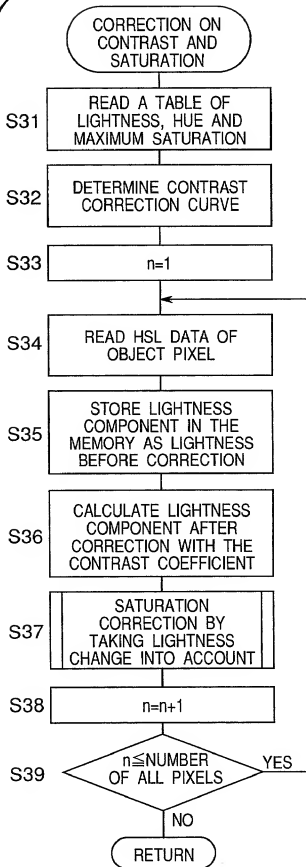 CORRECTION ON
CONTRAST AND
SATURATION
S31
READ A TABLE OF
LIGHTNESS, HUE AND
MAXIMUM SATURATION
S32
DETERMINE CONTRAST
CORRECTION CURVE
S33
n=1
S34
READ HSL DATA OF
OBJECT PIXEL
S35
STORE LIGHTNESS
COMPONENT IN THE
MEMORY AS LIGHTNESS
BEFORE CORRECTION
S36
CALCULATE LIGHTNESS
COMPONENT AFTER
CORRECTION WITH THE
CONTRAST COEFFICIENT
S37
SATURATION
CORRECTION BY
TAKING LIGHTNESS
CHANGE INTO ACCOUNT
S38
n=n+1
S39
n≦NUMBER
OF ALL PIXELS
YES
NO
RETURN